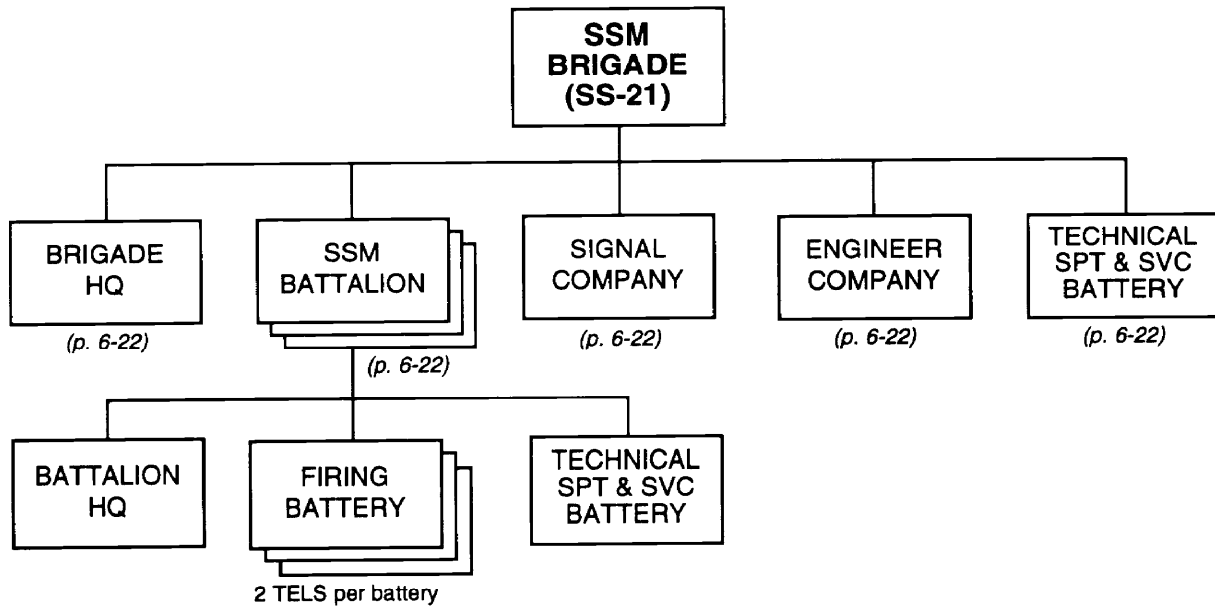 SSM
BRIGADE
(SS-21)
BRIGADE
HQ
(p. 6-22)
SSM
BATTALION
(p. 6-22)
SIGNAL
COMPANY
(p. 6-22)
ENGINEER
COMPANY
(p. 6-22)
TECHNICAL
SPT & SVC
BATTERY
(p. 6-22)
BATTALION
HQ
FIRING
BATTERY
2 TELS per battery
TECHNICAL
SPT & SVC
BATTERY